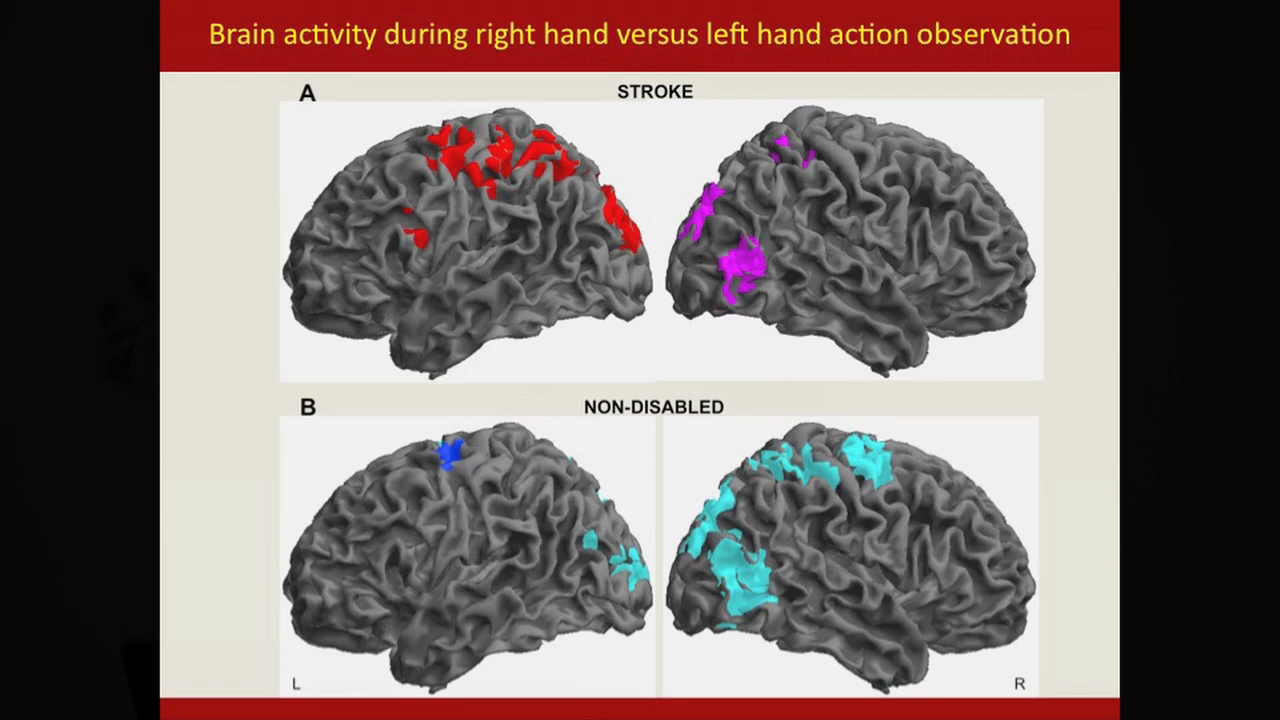 Brain activity during right hand versus left hand action observation
A
STROKE
B
NON-DISABLED
L
R